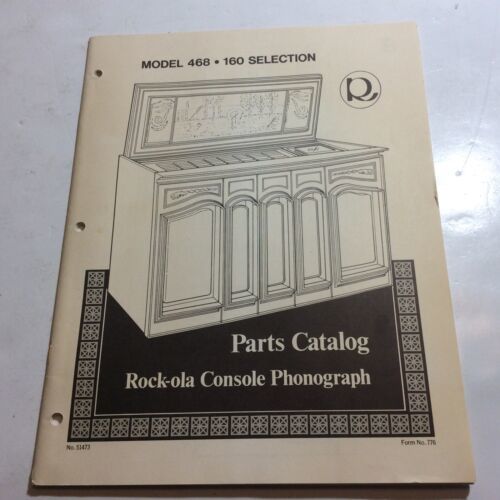 MODEL 468 • 160 SELECTION
R
Parts Catalog
Rock-ola Console Phonograph
No. 51473
Form No. 776